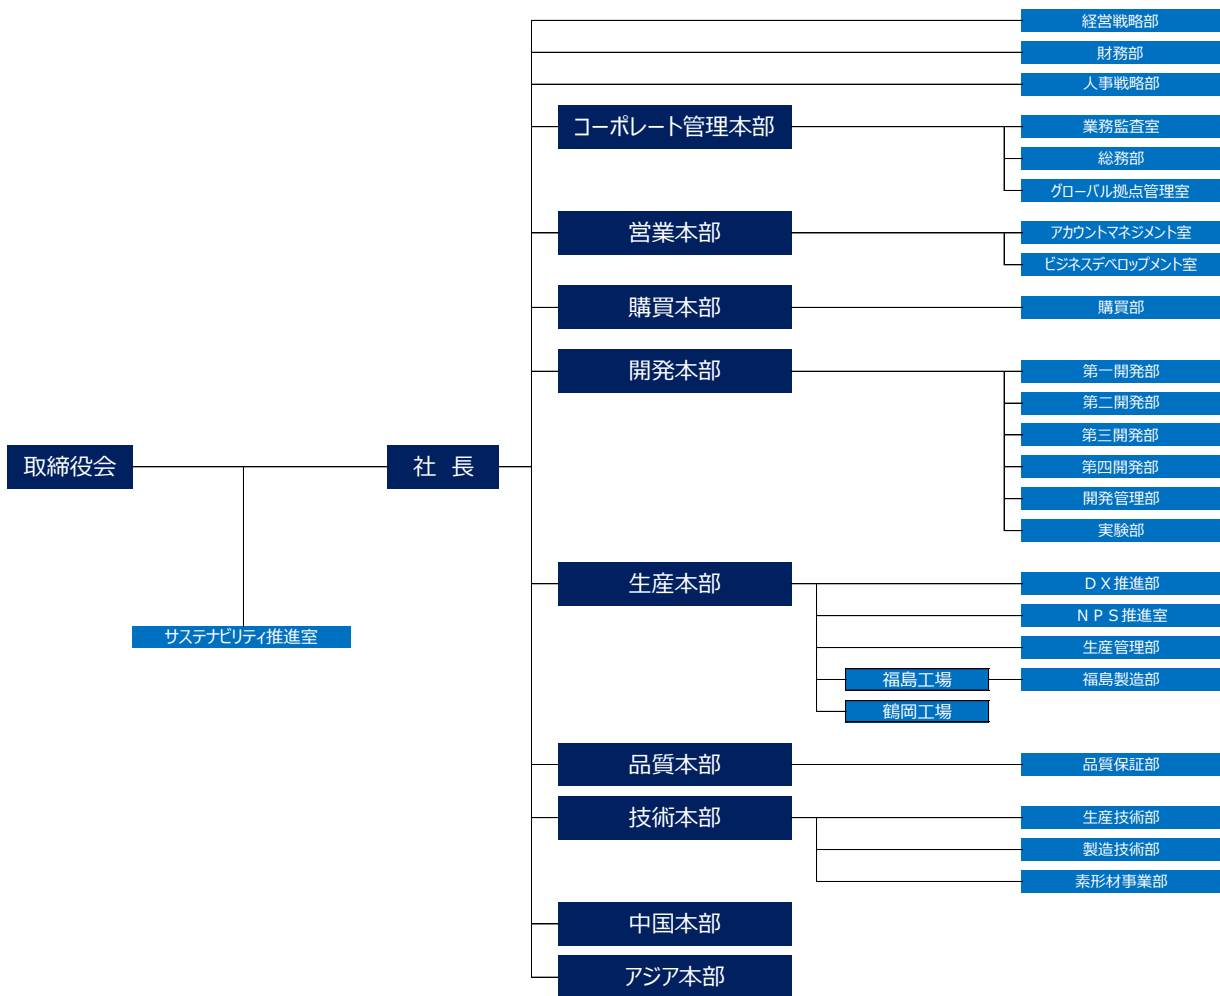 経営戦略部
財務部
人事戦略部
コーポレート管理本部
業務監査室
総務部
グローバル拠点管理室
営業本部
アカウントマネジメント室
ビジネスデベロップメント室
購買本部
購買部
開発本部
第一開発部
第二開発部
第三開発部
第四開発部
開発管理部
実験部
取締役会
社 長
サステナビリティ推進室
生産本部
ＤＸ推進部
ＮＰＳ推進室
生産管理部
福島工場
福島製造部
鶴岡工場
品質本部
品質保証部
技術本部
生産技術部
製造技術部
素形材事業部
中国本部
アジア本部